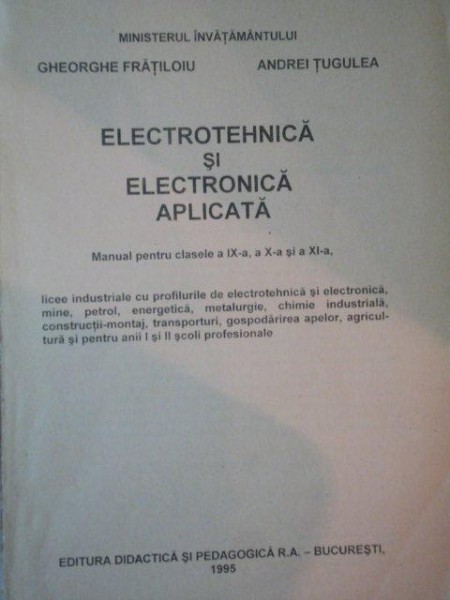 MINISTERUL ÎNVĂȚĂMÂNTULUI
GHEORGHE FRĂȚILOIU ANDREI ȚUGULEA
ELECTROTEHNICĂ
ȘI
ELECTRONICĂ
APLICATĂ
Manual pentru clasele a IX-a, a X-a și a XI-a,
licee industriale cu profilurile de electrotehnică și electronică,
mine, petrol, energetică, metalurgie, chimie industrială,
construcții-montaj, transporturi, gospodărirea apelor, agricul-
tură și pentru anii I și II școli profesionale
EDITURA DIDACTICĂ ȘI PEDAGOGICĂ R.A. – BUCUREȘTI,
1995